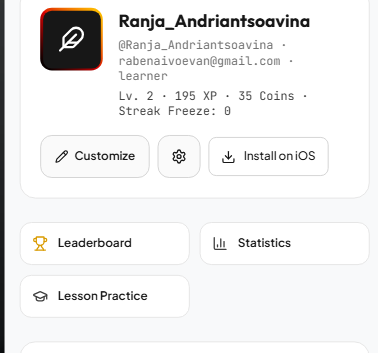 Ranja_Andriantsoavina
@Ranja_Andriantsoavina ·
rabenaivoevan@gmail.com ·
learner
Lv. 2 · 195 XP · 35 Coins ·
Streak Freeze: 0
Customize
Install on iOS
Leaderboard
Statistics
Lesson Practice